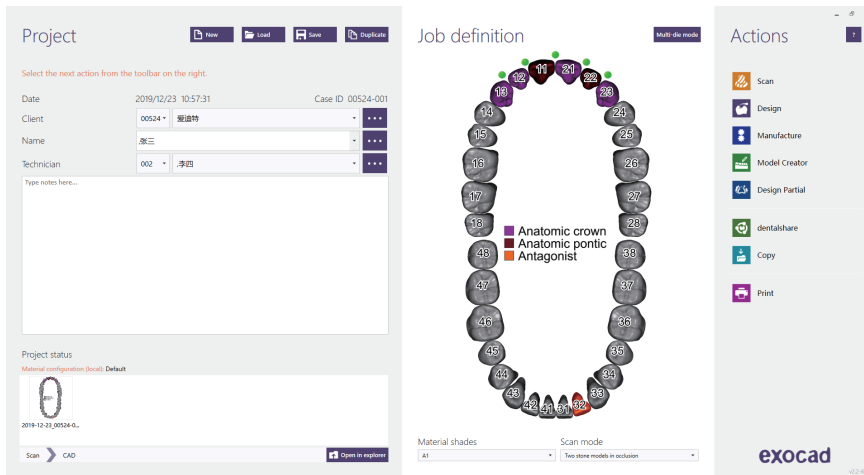 Project
New
Load
Save
Duplicate
Select the next action from the toolbar on the right.
Date 2019/12/23 10:57:31 Case ID 00524-001
Client 00524 爱迪特
Name .张三
Technician 002 .李四
Type notes here...
Project status
Material configuration (local): Default
2019-12-23_00524-0...
Scan CAD
Open in explorer
Job definition
Multi-die mode
11 21
12 22
13 23
14 24
15 25
16 26
17 27
18 28
Anatomic crown
Anatomic pontic
Antagonist
48 38
47 37
46 36
45 35
44 34
43 33
42 41 31 32
Material shades Scan mode
A1 Two stone models in occlusion
Actions
?
Scan
Design
Manufacture
Model Creator
Design Partial
dentalshare
Copy
Print
exocad
v2.2-6